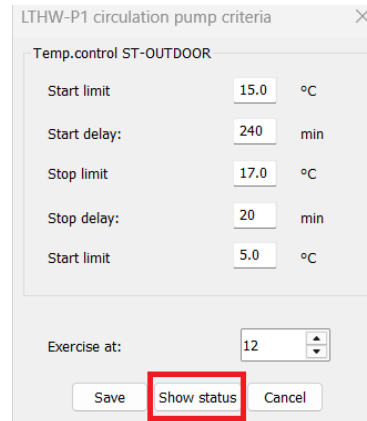 LTHW-P1 circulation pump criteria
Temp.control ST-OUTDOOR
Start limit 15.0 °C
Start delay: 240 min
Stop limit 17.0 °C
Stop delay: 20 min
Start limit 5.0 °C
Exercise at: 12
Save Show status Cancel